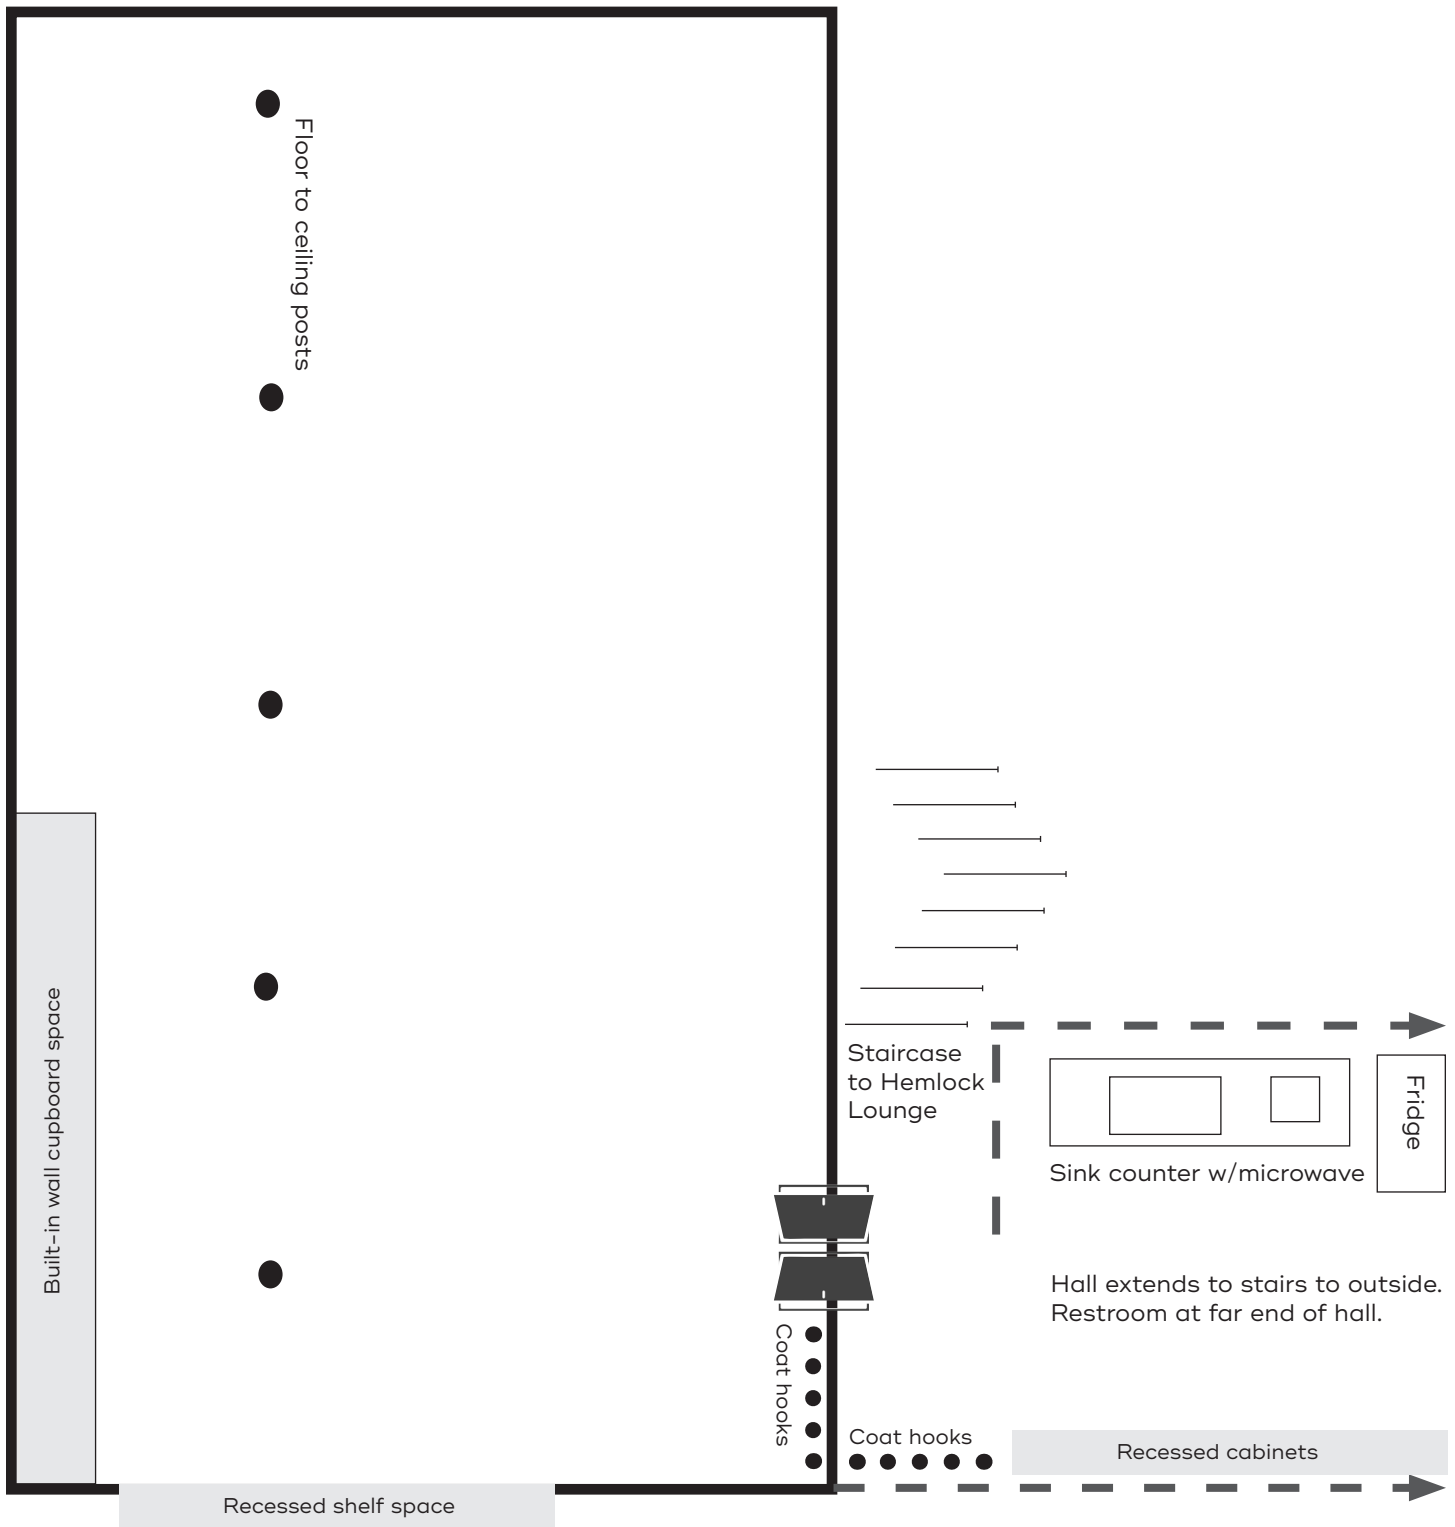 Floor to ceiling posts
Built-in wall cupboard space
Staircase
to Hemlock
Lounge
Fridge
Sink counter w/microwave
Hall extends to stairs to outside.
Restroom at far end of hall.
Coat hooks
Coat hooks
Recessed cabinets
Recessed shelf space